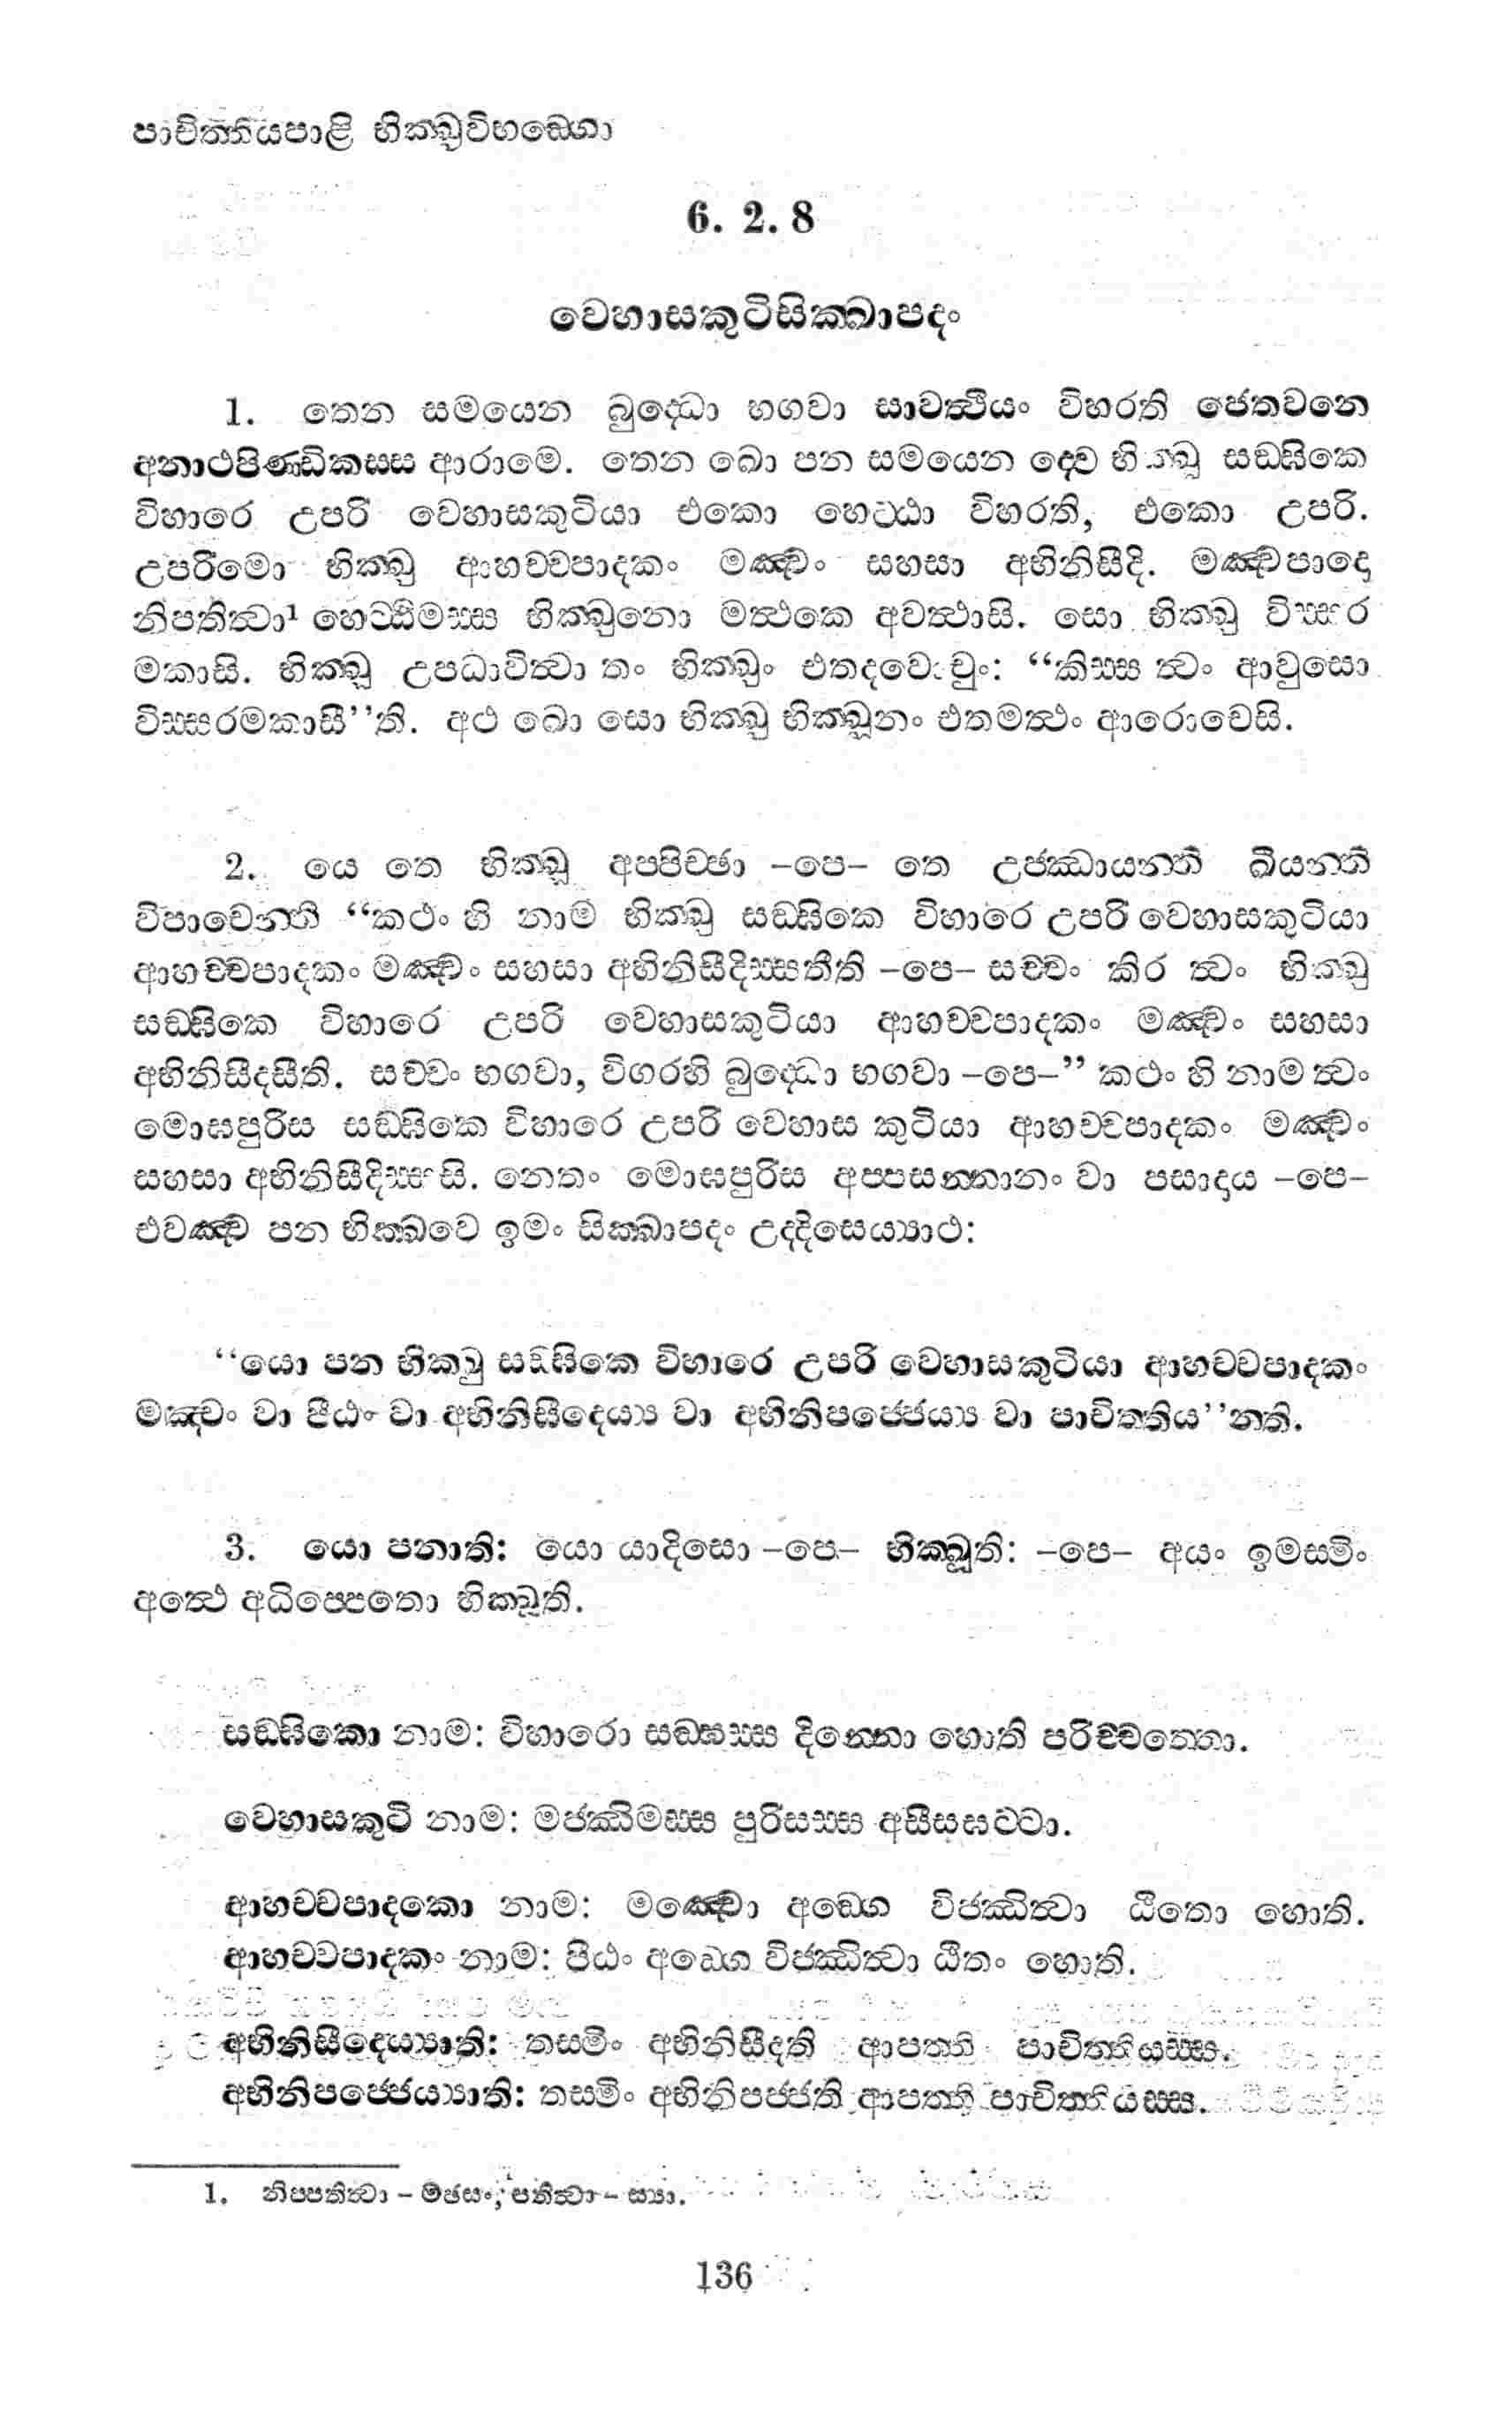 පාචිත්තියපාළි භික්ඛුවිභඞ්ගො
6. 2. 8
වෙහාසකුටිසික්ඛාපදං
1. තෙන සමයෙන බුද්ධො භගවා සාවත්ථියං විහරති ජෙතවනෙ
අනාථපිණ්ඩිකස්ස ආරාමෙ. තෙන ඛො පන සමයෙන ද්වෙ භික්ඛූ සඞ්ඝිකෙ
විහාරෙ උපරි වෙහාසකුටියා එකො හෙට්ඨා විහරති, එකො උපරි.
උපරිමො භික්ඛු ආහච්චපාදකං මඤ්චං සහසා අභිනිසීදි. මඤ්චපාදො
නිපතිත්වා¹ හෙට්ඨිමස්ස භික්ඛුනො මත්ථකෙ අවත්ථාසි. සො භික්ඛු විස්සර
මකාසි. භික්ඛූ උපධාවිත්වා තං භික්ඛුං එතදවොචුං: “කිස්ස ත්වං ආවුසො
විස්සරමකාසී’’ති. අථ ඛො සො භික්ඛු භික්ඛූනං එතමත්ථං ආරොචෙසි.
2. යෙ තෙ භික්ඛූ අප්පිච්ඡා –පෙ– තෙ උජ්ඣායන්ති ඛීයන්ති
විපාචෙන්ති “කථං හි නාම භික්ඛු සඞ්ඝිකෙ විහාරෙ උපරි වෙහාසකුටියා
ආහච්චපාදකං මඤ්චං සහසා අභිනිසීදිස්සතීති –පෙ– සච්චං කිර ත්වං භික්ඛු
සඞ්ඝිකෙ විහාරෙ උපරි වෙහාසකුටියා ආහච්චපාදකං මඤ්චං සහසා
අභිනිසීදසීති. සච්චං භගවා, විගරහි බුද්ධො භගවා –පෙ–” කථං හි නාම ත්වං
මොඝපුරිස සඞ්ඝිකෙ විහාරෙ උපරි වෙහාස කුටියා ආහච්චපාදකං මඤ්චං
සහසා අභිනිසීදිස්සසි. නෙතං මොඝපුරිස අප්පසන්නානං වා පසාදාය –පෙ–
එවඤ්ච පන භික්ඛවෙ ඉමං සික්ඛාපදං උද්දිසෙය්‍යාථ:
‘‘යො පන භික්ඛු සඞ්ඝිකෙ විහාරෙ උපරි වෙහාසකුටියා ආහච්චපාදකං
මඤ්චං වා පීඨං වා අභිනිසීදෙය්‍ය වා අභිනිපජ්ජෙය්‍ය වා පාචිත්තිය’’න්ති.
3. යො පනාති: යො යාදිසො –පෙ– භික්ඛූති: –පෙ– අයං ඉමස්මිං
අත්ථෙ අධිප්පෙතො භික්ඛූති.
සඞ්ඝිකො නාම: විහාරො සඞ්ඝස්ස දින්නො හොති පරිච්චත්තො.
වෙහාසකුටි නාම: මජ්ඣිමස්ස පුරිසස්ස අසීසඝට්ටා.
ආහච්චපාදකො නාම: මඤ්චො අඞ්ගෙ විජ්ඣිත්වා ඨිතො හොති.
ආහච්චපාදකං නාම: පීඨං අඞ්ගෙ විජ්ඣිත්වා ඨිතං හොති.
අභිනිසීදෙය්‍යාති: තස්මිං අභිනිසීදති ආපත්ති පාචිත්තියස්ස.
අභිනිපජ්ජෙය්‍යාති: තස්මිං අභිනිපජ්ජති ආපත්ති පාචිත්තියස්ස.
1. නිප්පතිත්වා – මජසං, පතිත්වා – ස්‍යා.
136